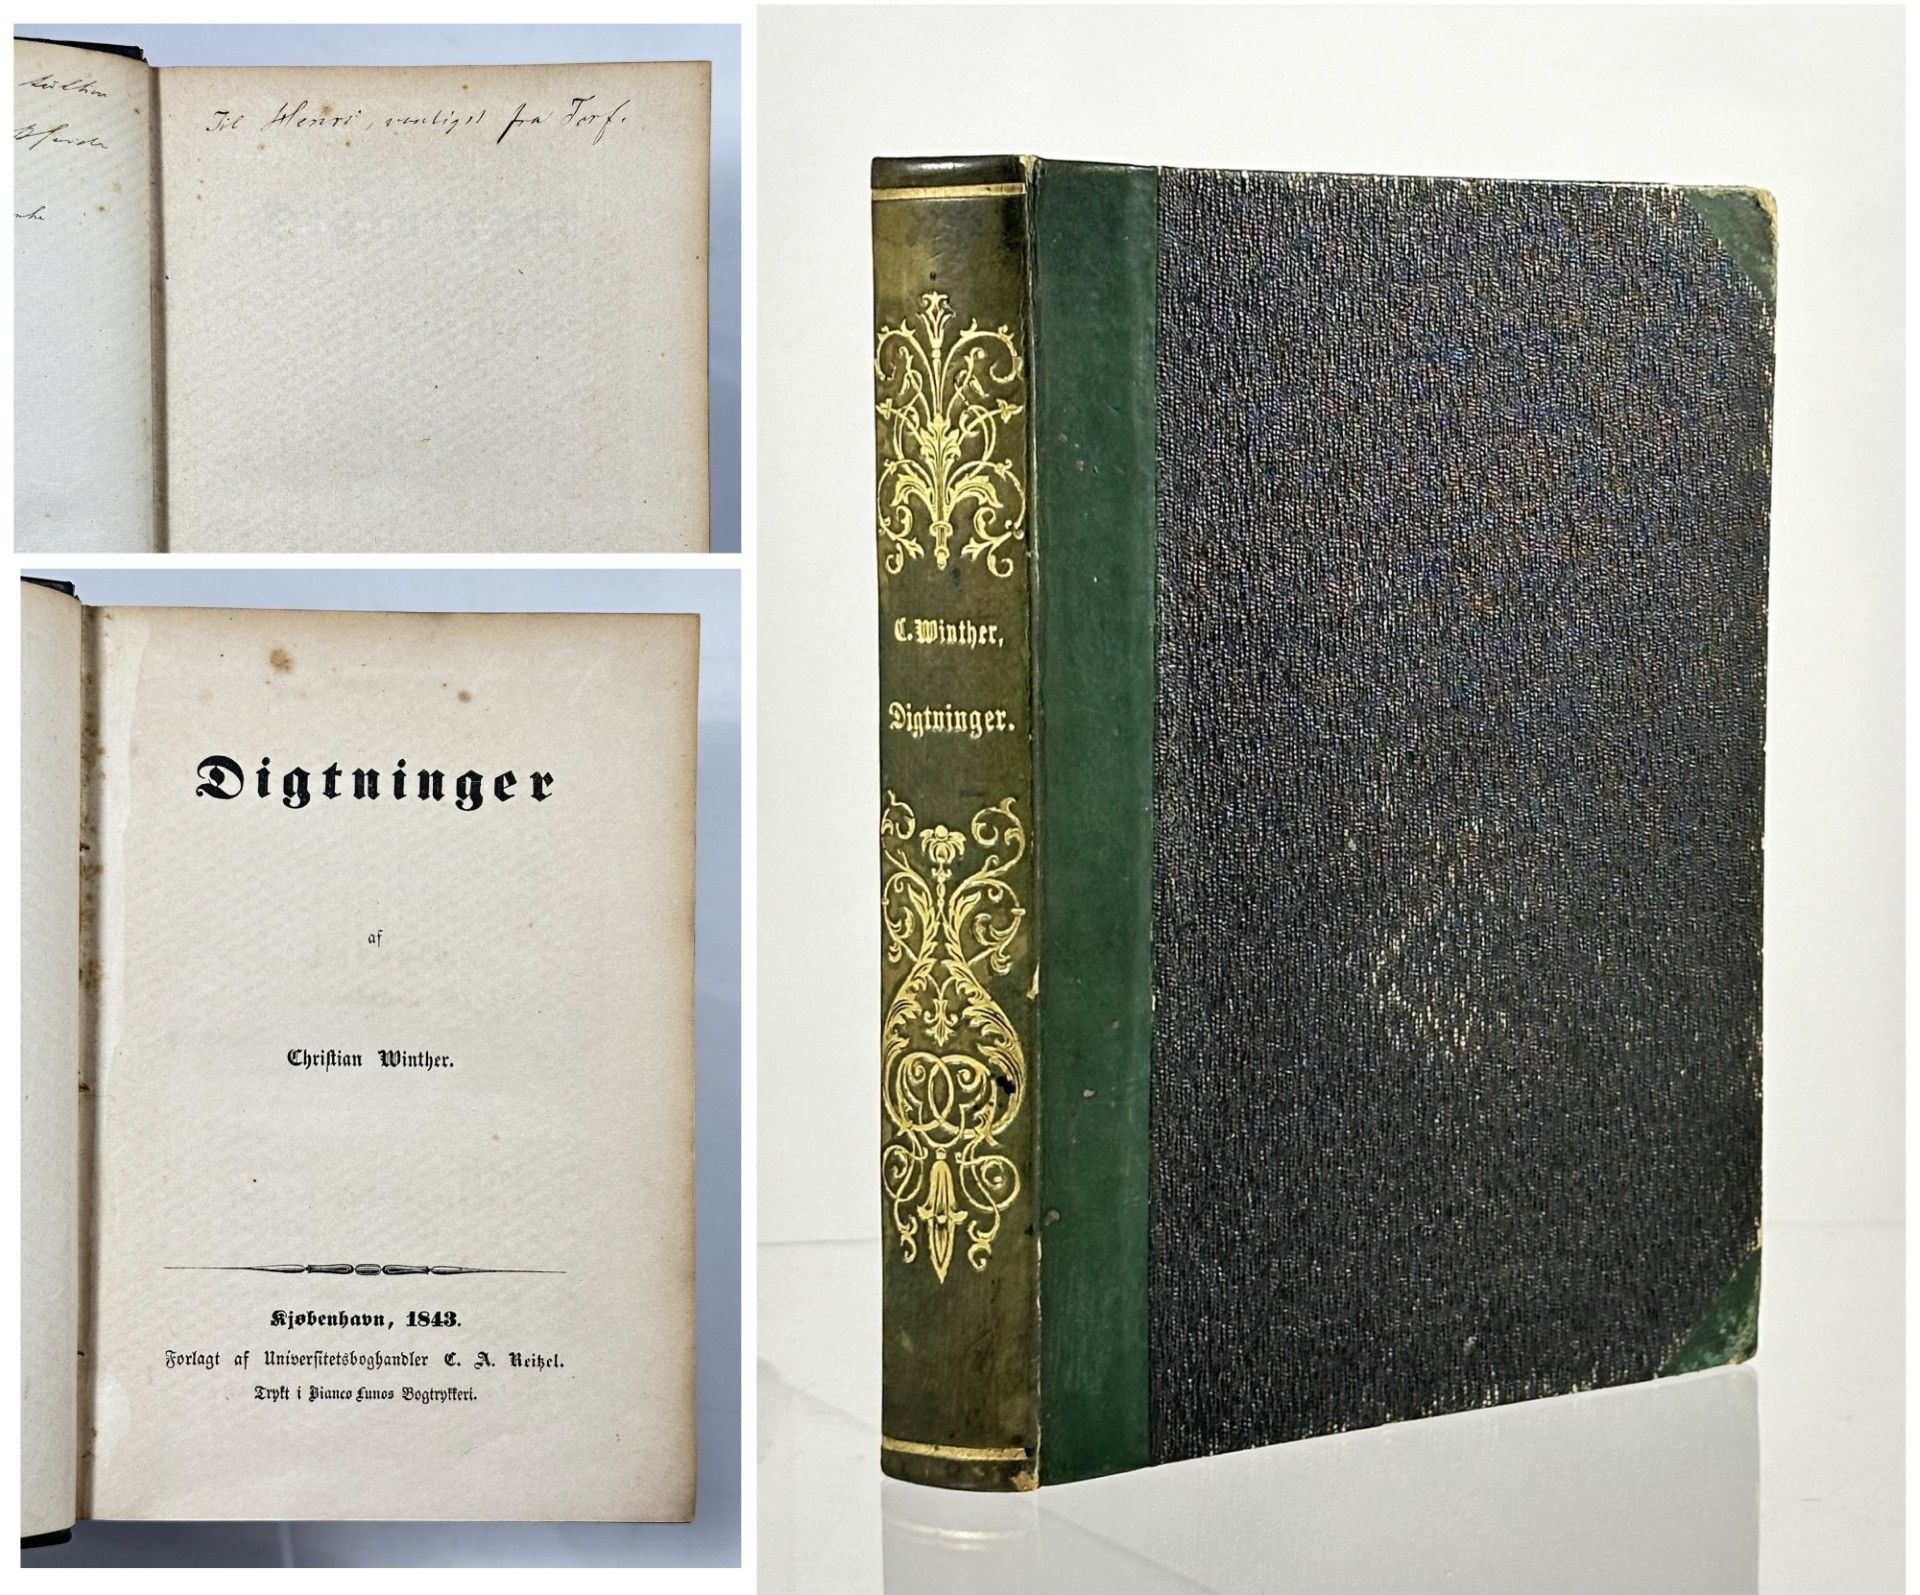 Til Henri, venligst fra Torf.
Digtninger
af
Christian Winther.
Kjøbenhavn, 1843.
Forlagt af Universitetsboghandler C. A. Reitzel.
Trykt i Bianco Lunos Bogtrykkeri.
C. Winther,
Digtninger.